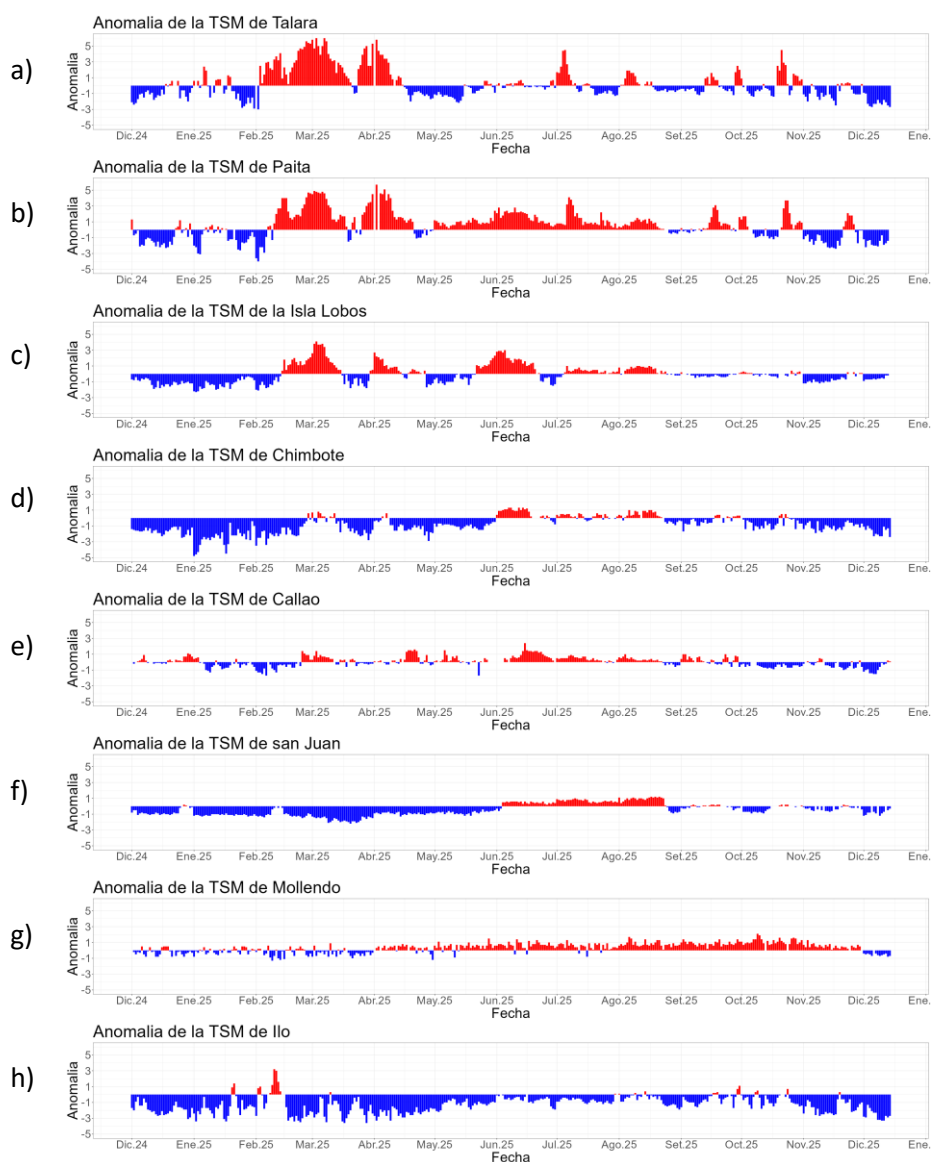 a)
Anomalia de la TSM de Talara
Anomalia
5
3
1
-1
-3
-5
Dic.24 Ene.25 Feb.25 Mar.25 Abr.25 May.25 Jun.25 Jul.25 Ago.25 Set.25 Oct.25 Nov.25 Dic.25 Ene.
Fecha
b)
Anomalia de la TSM de Paita
Anomalia
5
3
1
-1
-3
-5
Dic.24 Ene.25 Feb.25 Mar.25 Abr.25 May.25 Jun.25 Jul.25 Ago.25 Set.25 Oct.25 Nov.25 Dic.25 Ene.
Fecha
c)
Anomalia de la TSM de la Isla Lobos
Anomalia
5
3
1
-1
-3
-5
Dic.24 Ene.25 Feb.25 Mar.25 Abr.25 May.25 Jun.25 Jul.25 Ago.25 Set.25 Oct.25 Nov.25 Dic.25 Ene.
Fecha
d)
Anomalia de la TSM de Chimbote
Anomalia
5
3
1
-1
-3
-5
Dic.24 Ene.25 Feb.25 Mar.25 Abr.25 May.25 Jun.25 Jul.25 Ago.25 Set.25 Oct.25 Nov.25 Dic.25 Ene.
Fecha
e)
Anomalia de la TSM de Callao
Anomalia
5
3
1
-1
-3
-5
Dic.24 Ene.25 Feb.25 Mar.25 Abr.25 May.25 Jun.25 Jul.25 Ago.25 Set.25 Oct.25 Nov.25 Dic.25 Ene.
Fecha
f)
Anomalia de la TSM de san Juan
Anomalia
5
3
1
-1
-3
-5
Dic.24 Ene.25 Feb.25 Mar.25 Abr.25 May.25 Jun.25 Jul.25 Ago.25 Set.25 Oct.25 Nov.25 Dic.25 Ene.
Fecha
g)
Anomalia de la TSM de Mollendo
Anomalia
5
3
1
-1
-3
-5
Dic.24 Ene.25 Feb.25 Mar.25 Abr.25 May.25 Jun.25 Jul.25 Ago.25 Set.25 Oct.25 Nov.25 Dic.25 Ene.
Fecha
h)
Anomalia de la TSM de Ilo
Anomalia
5
3
1
-1
-3
-5
Dic.24 Ene.25 Feb.25 Mar.25 Abr.25 May.25 Jun.25 Jul.25 Ago.25 Set.25 Oct.25 Nov.25 Dic.25 Ene.
Fecha